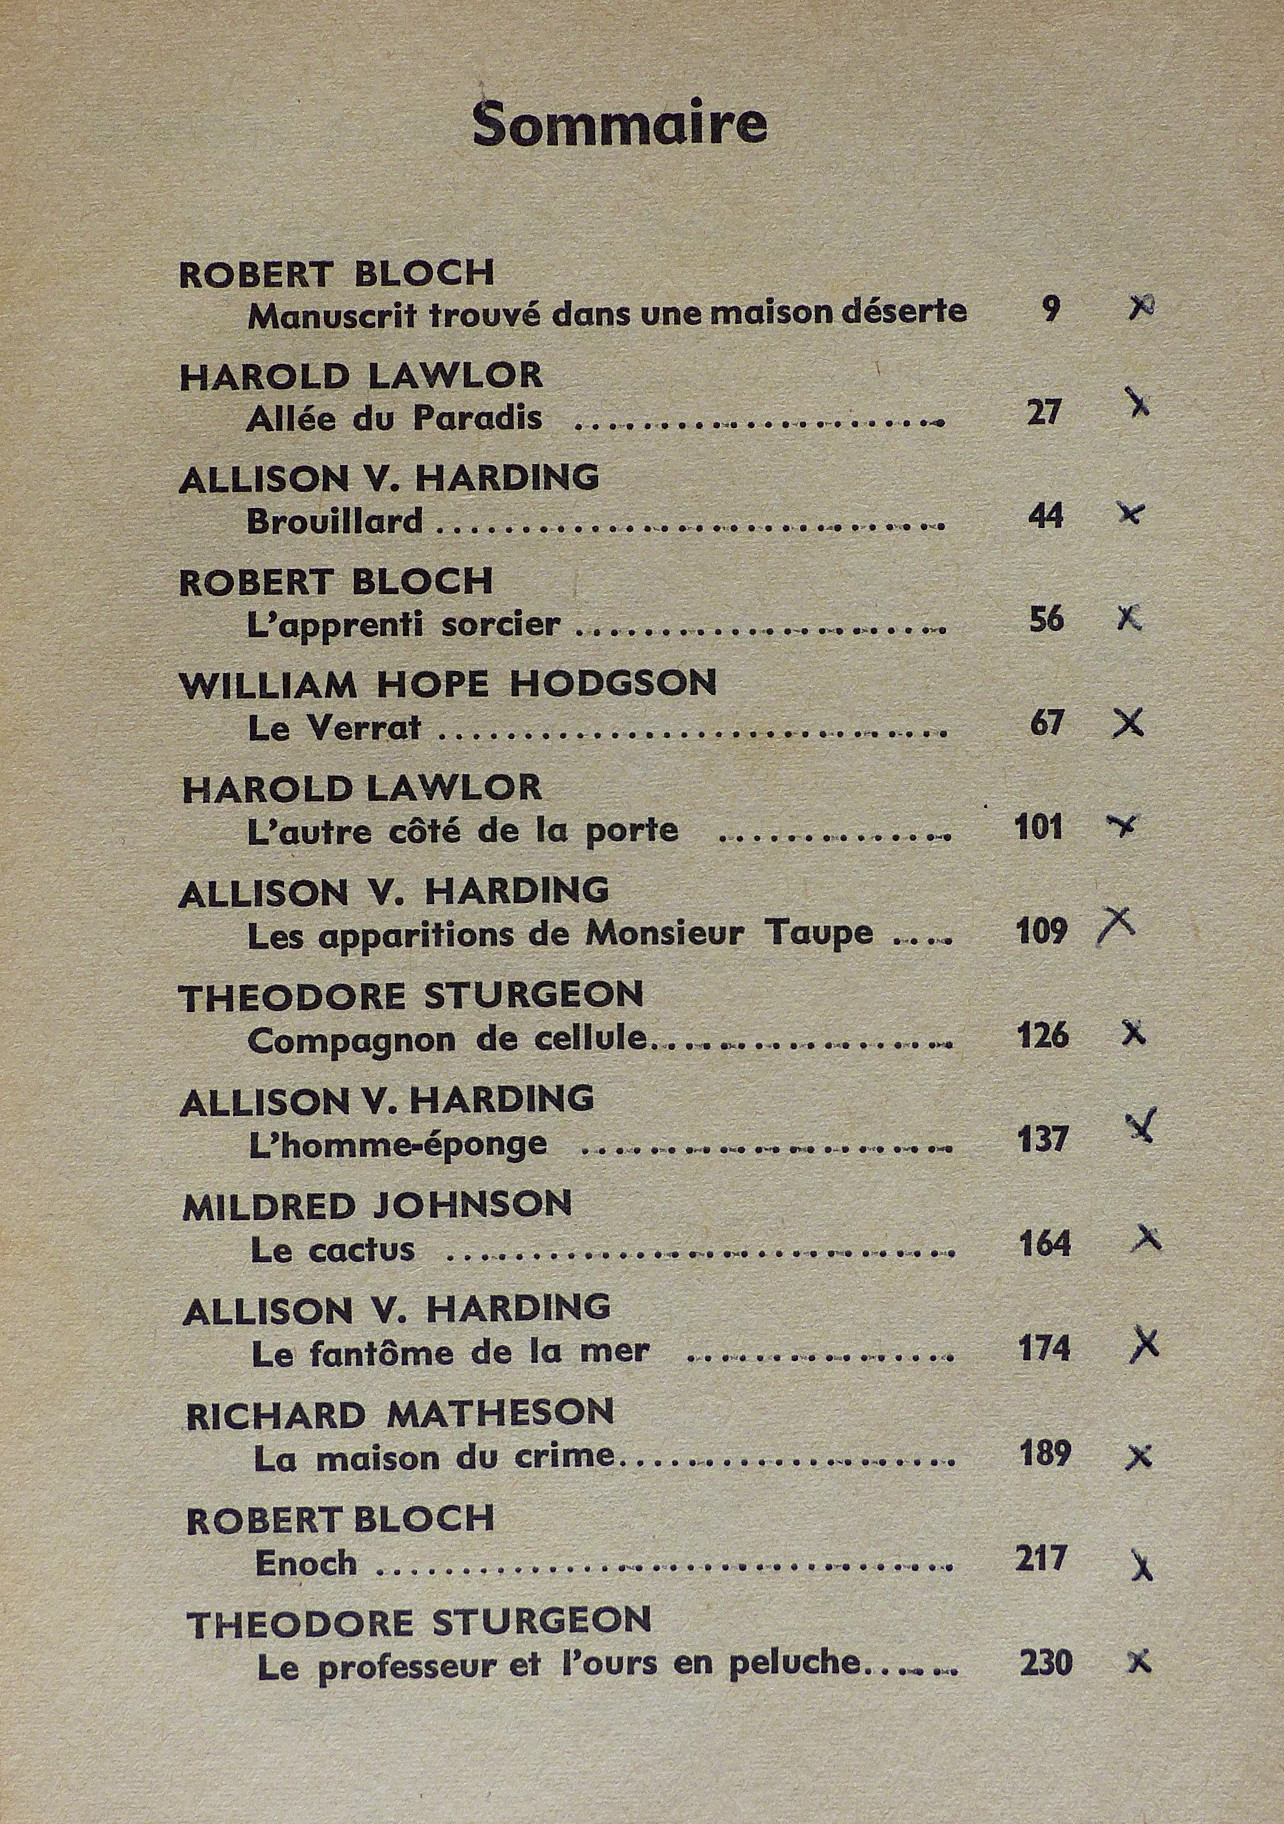 Sommaire
ROBERT BLOCH
Manuscrit trouvé dans une maison déserte 9 x
HAROLD LAWLOR
Allée du Paradis ...................... 27 x
ALLISON V. HARDING
Brouillard .............................. 44 x
ROBERT BLOCH
L'apprenti sorcier ...................... 56 x
WILLIAM HOPE HODGSON
Le Verrat .............................. 67 x
HAROLD LAWLOR
L'autre côté de la porte .............. 101 x
ALLISON V. HARDING
Les apparitions de Monsieur Taupe .... 109 x
THEODORE STURGEON
Compagnon de cellule.................. 126 x
ALLISON V. HARDING
L'homme-éponge ...................... 137 x
MILDRED JOHNSON
Le cactus .............................. 164 x
ALLISON V. HARDING
Le fantôme de la mer ................ 174 x
RICHARD MATHESON
La maison du crime.................... 189 x
ROBERT BLOCH
Enoch .................................. 217 x
THEODORE STURGEON
Le professeur et l'ours en peluche...... 230 x